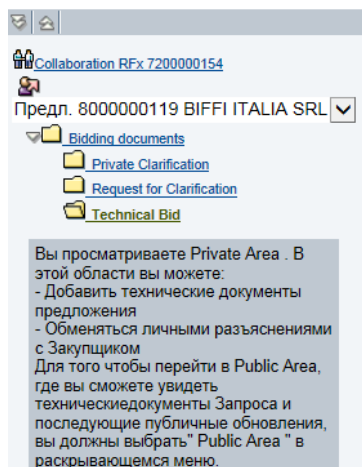 Collaboration RFx 7200000154
Предл. 8000000119 BIFFI ITALIA SRL
Bidding documents
Private Clarification
Request for Clarification
Technical Bid
Вы просматриваете Private Area . В
этой области вы можете:
- Добавить технические документы
предложения
- Обменяться личными разъяснениями
с Закупщиком
Для того чтобы перейти в Public Area,
где вы сможете увидеть
техническиедокументы Запроса и
последующие публичные обновления,
вы должны выбрать" Public Area " в
раскрывающемся меню.